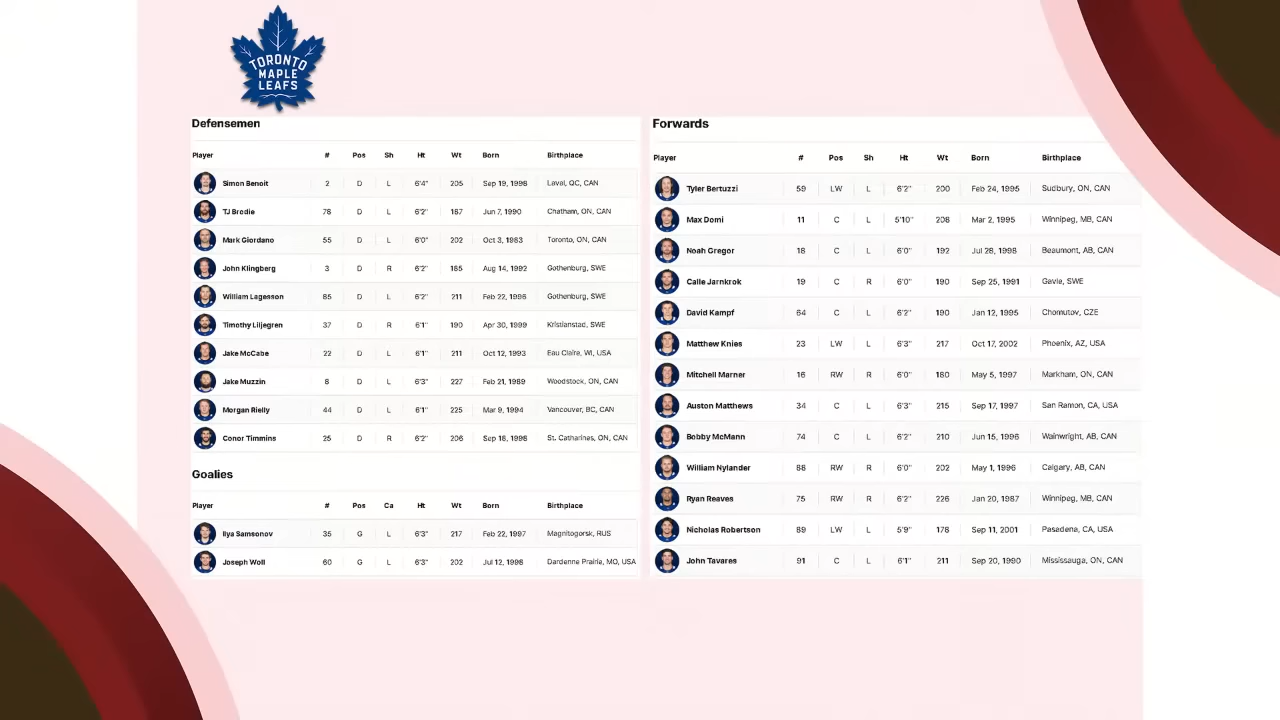 TORONTO
MAPLE
LEAFS
Defensemen
Player # Pos Sh Ht Wt Born Birthplace
Simon Benoit 2 D L 6'4" 205 Sep 19, 1998 Laval, QC, CAN
TJ Brodie 78 D L 6'2" 187 Jun 7, 1990 Chatham, ON, CAN
Mark Giordano 55 D L 6'0" 202 Oct 3, 1983 Toronto, ON, CAN
John Klingberg 3 D R 6'2" 185 Aug 14, 1992 Gothenburg, SWE
William Lagesson 85 D L 6'2" 211 Feb 22, 1996 Gothenburg, SWE
Timothy Liljegren 37 D R 6'1" 190 Apr 30, 1999 Kristianstad, SWE
Jake McCabe 22 D L 6'1" 211 Oct 12, 1993 Eau Claire, WI, USA
Jake Muzzin 8 D L 6'3" 227 Feb 21, 1989 Woodstock, ON, CAN
Morgan Rielly 44 D L 6'1" 225 Mar 9, 1994 Vancouver, BC, CAN
Conor Timmins 25 D R 6'2" 206 Sep 18, 1998 St. Catharines, ON, CAN
Goalies
Player # Pos Ca Ht Wt Born Birthplace
Ilya Samsonov 35 G L 6'3" 217 Feb 22, 1997 Magnitogorsk, RUS
Joseph Woll 60 G L 6'3" 202 Jul 12, 1998 Dardenne Prairie, MO, USA
Forwards
Player # Pos Sh Ht Wt Born Birthplace
Tyler Bertuzzi 59 LW L 6'2" 200 Feb 24, 1995 Sudbury, ON, CAN
Max Domi 11 C L 5'10" 208 Mar 2, 1995 Winnipeg, MB, CAN
Noah Gregor 18 C L 6'0" 192 Jul 28, 1998 Beaumont, AB, CAN
Calle Jarnkrok 19 C R 6'0" 190 Sep 25, 1991 Gavle, SWE
David Kampf 64 C L 6'2" 190 Jan 12, 1995 Chomutov, CZE
Matthew Knies 23 LW L 6'3" 217 Oct 17, 2002 Phoenix, AZ, USA
Mitchell Marner 16 RW R 6'0" 180 May 5, 1997 Markham, ON, CAN
Auston Matthews 34 C L 6'3" 215 Sep 17, 1997 San Ramon, CA, USA
Bobby McMann 74 C L 6'2" 210 Jun 15, 1996 Wainwright, AB, CAN
William Nylander 88 RW R 6'0" 202 May 1, 1996 Calgary, AB, CAN
Ryan Reaves 75 RW R 6'2" 226 Jan 20, 1987 Winnipeg, MB, CAN
Nicholas Robertson 89 LW L 5'9" 178 Sep 11, 2001 Pasadena, CA, USA
John Tavares 91 C L 6'1" 211 Sep 20, 1990 Mississauga, ON, CAN